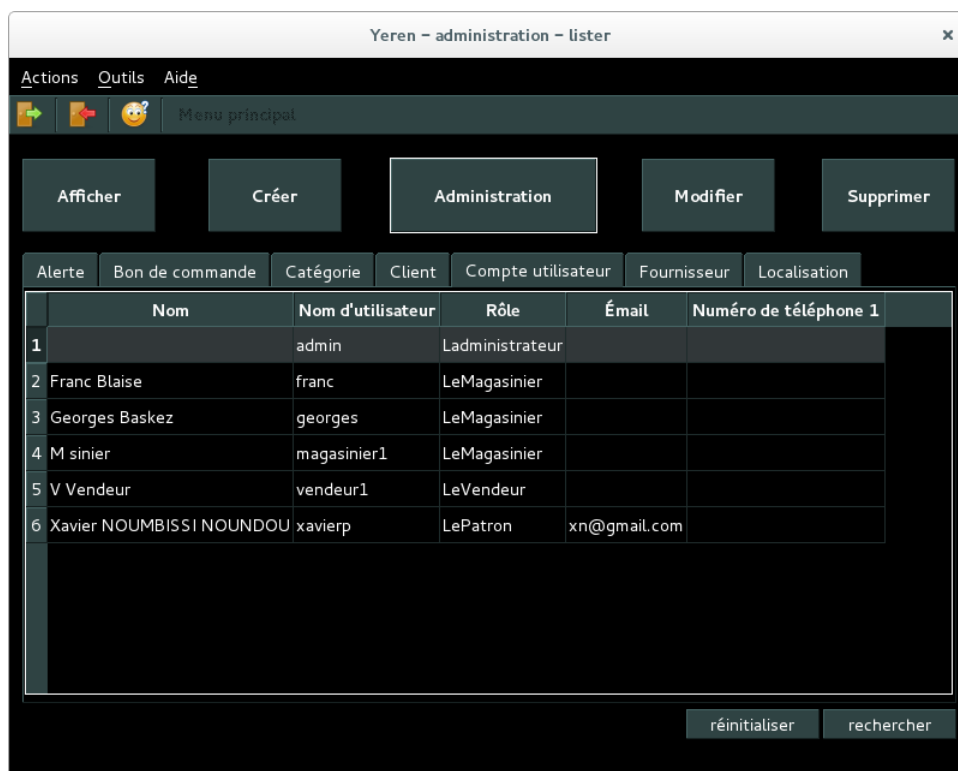 Yeren – administration – lister
Actions Outils Aide
Menu principal
Afficher Créer Administration Modifier Supprimer
Alerte Bon de commande Catégorie Client Compte utilisateur Fournisseur Localisation
Nom Nom d'utilisateur Rôle Émail Numéro de téléphone 1
1 admin Ladministrateur
2 Franc Blaise franc LeMagasinier
3 Georges Baskez georges LeMagasinier
4 M sinier magasinier1 LeMagasinier
5 V Vendeur vendeur1 LeVendeur
6 Xavier NOUMBISSI NOUNDOU xavierp LePatron xn@gmail.com
réinitialiser rechercher